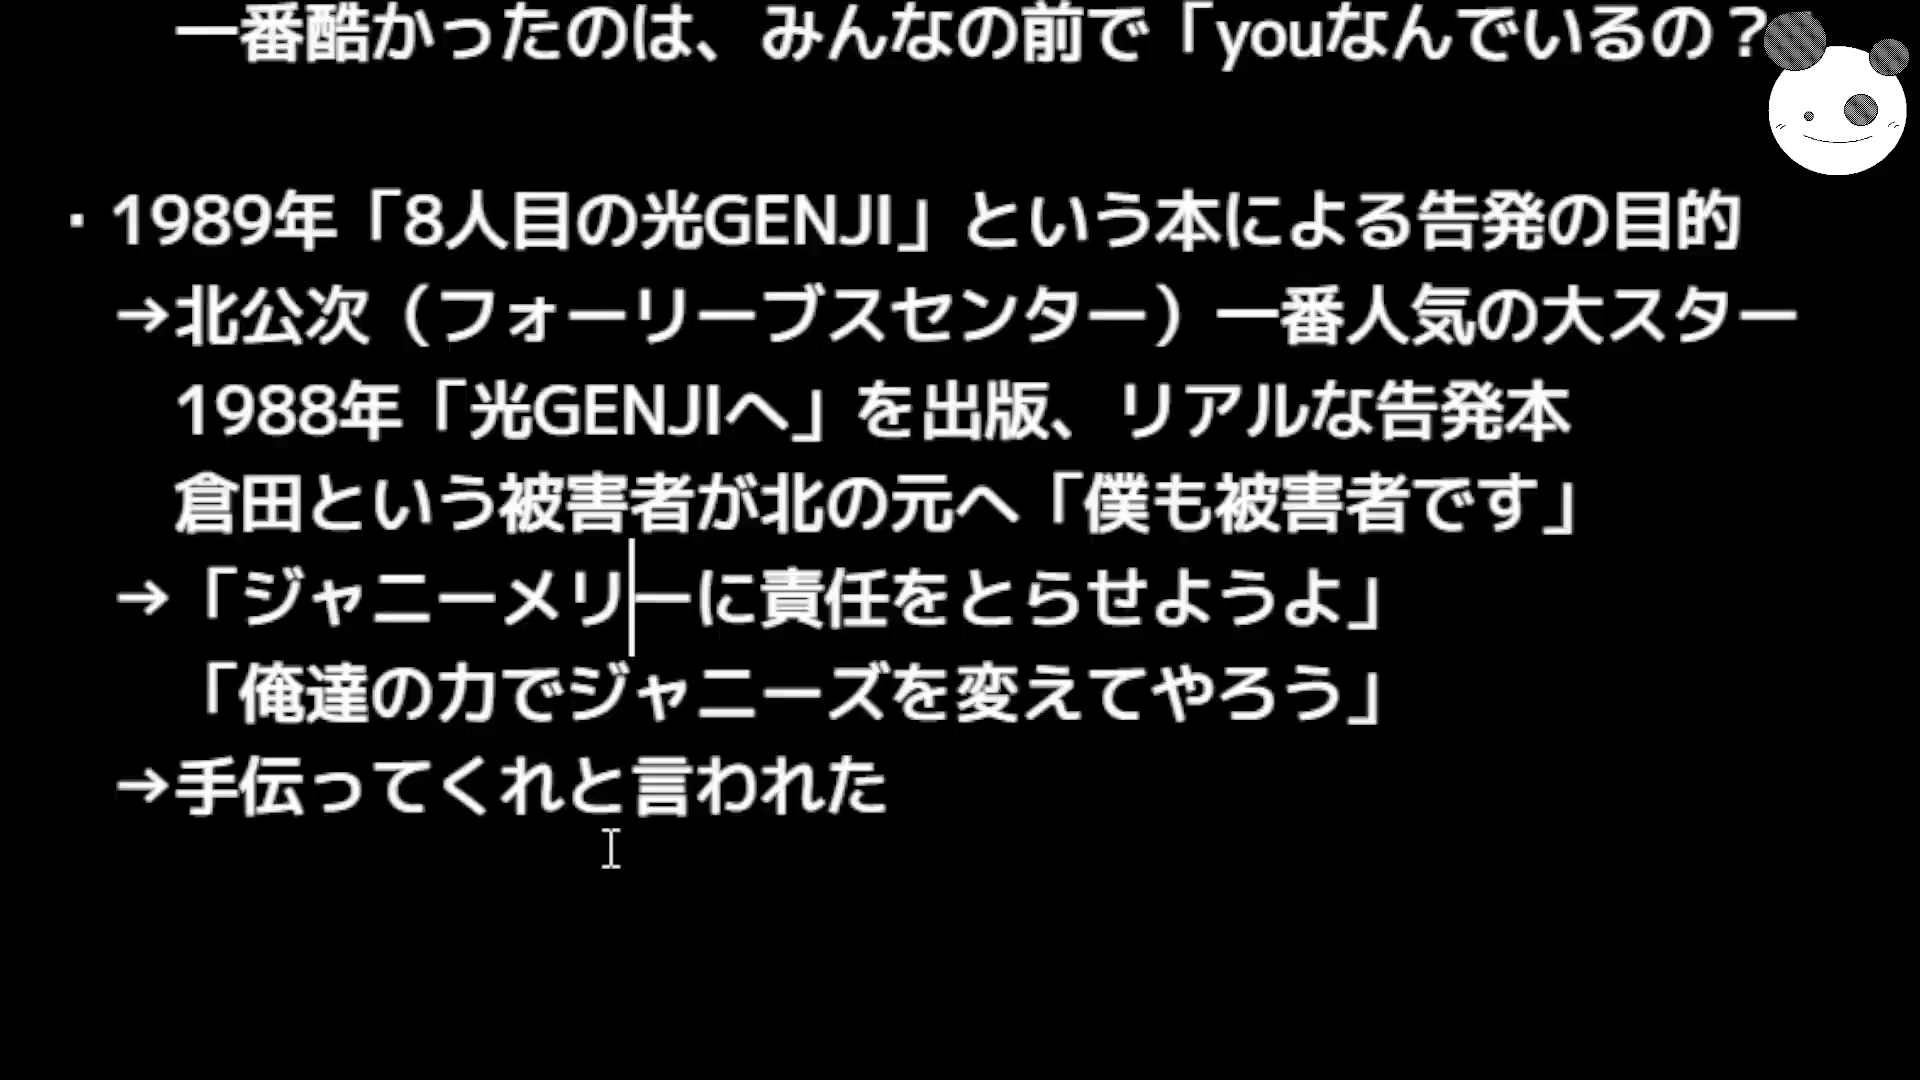 一番酷かったのは、みんなの前で「youなんでいるの？
・1989年「8人目の光GENJI」という本による告発の目的
→北公次（フォーリーブスセンター）一番人気の大スター
1988年「光GENJIへ」を出版、リアルな告発本
倉田という被害者が北の元へ「僕も被害者です」
→「ジャニーメリーに責任をとらせようよ」
「俺達の力でジャニーズを変えてやろう」
→手伝ってくれと言われた